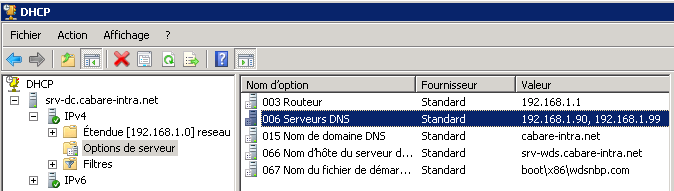 DHCP
Fichier Action Affichage ?
DHCP
srv-dc.cabare-intra.net
IPv4
Étendue [192.168.1.0] reseau
Options de serveur
Filtres
IPv6
Nom d'option Fournisseur Valeur
003 Routeur Standard 192.168.1.1
006 Serveurs DNS Standard 192.168.1.90, 192.168.1.99
015 Nom de domaine DNS Standard cabare-intra.net
066 Nom d'hôte du serveur d... Standard srv-wds.cabare-intra.net
067 Nom du fichier de démar... Standard boot\x86\wdsnbp.com